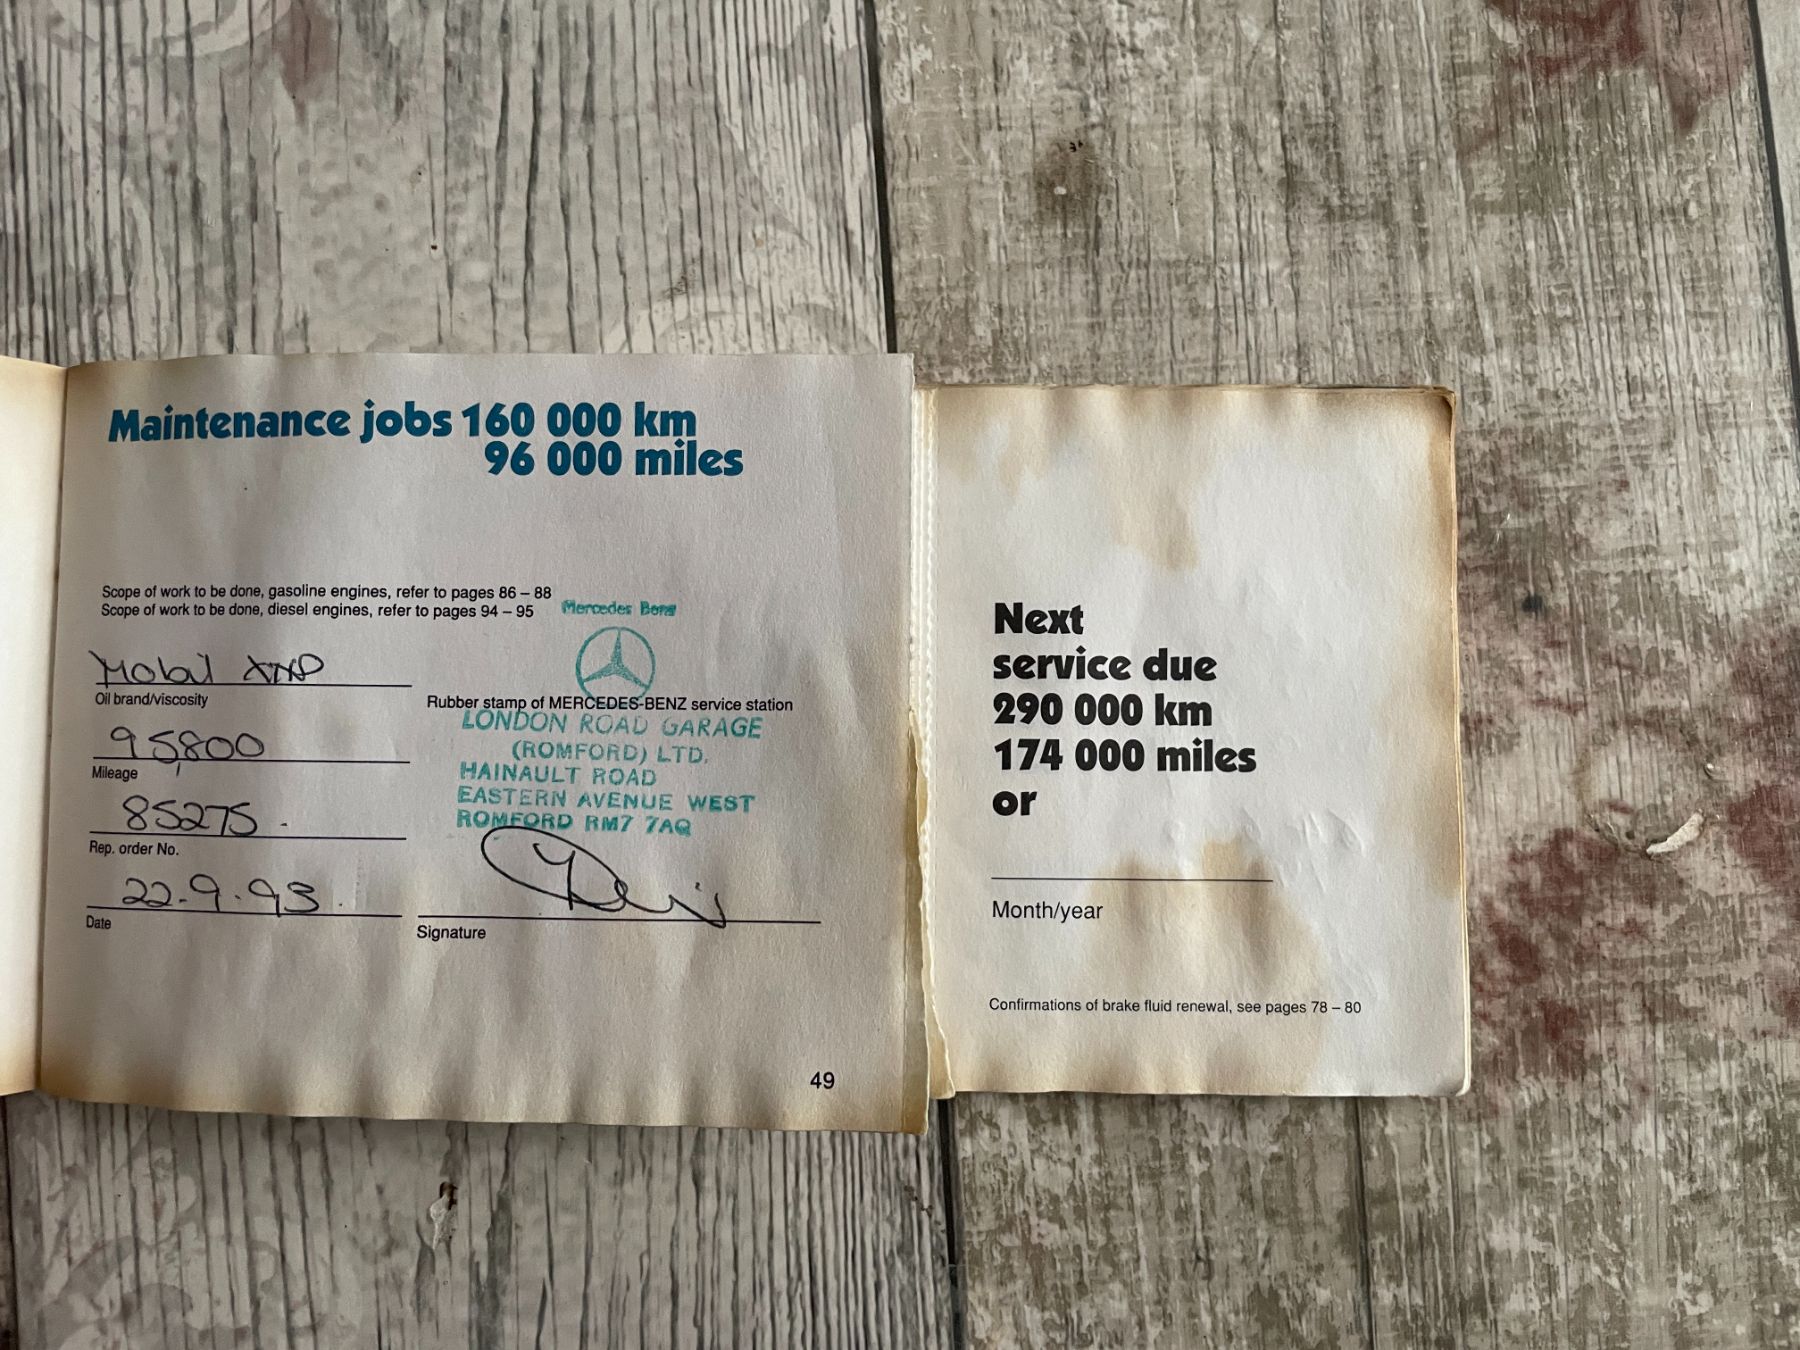 Maintenance jobs 160 000 km
96 000 miles
Scope of work to be done, gasoline engines, refer to pages 86 – 88
Scope of work to be done, diesel engines, refer to pages 94 – 95
Mercedes Benz
Mobil
Oil brand/viscosity
Rubber stamp of MERCEDES-BENZ service station
LONDON ROAD GARAGE
(ROMFORD) LTD.
HAINAULT ROAD
EASTERN AVENUE WEST
ROMFORD RM7 7AQ
95800
Mileage
85275
Rep. order No.
22.9.93
Date
Signature
49
Next
service due
290 000 km
174 000 miles
or
Month/year
Confirmations of brake fluid renewal, see pages 78 – 80